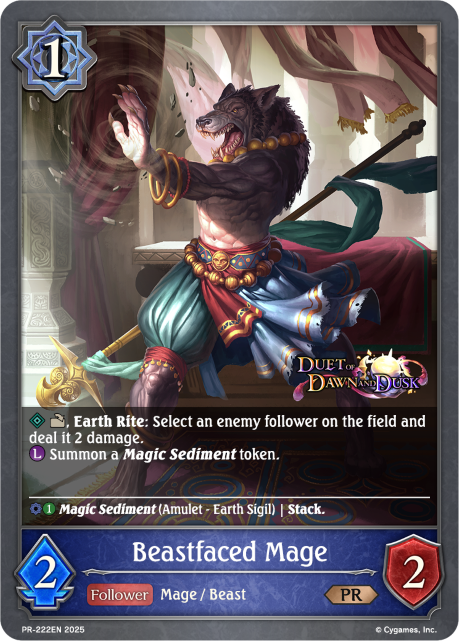 1
DUET OF
DAWN AND DUSK
, Earth Rite: Select an enemy follower on the field and
deal it 2 damage.
L Summon a Magic Sediment token.
1 Magic Sediment (Amulet - Earth Sigil) | Stack.
Beastfaced Mage
2
Follower Mage / Beast PR
2
PR-222EN 2025 © Cygames, Inc.